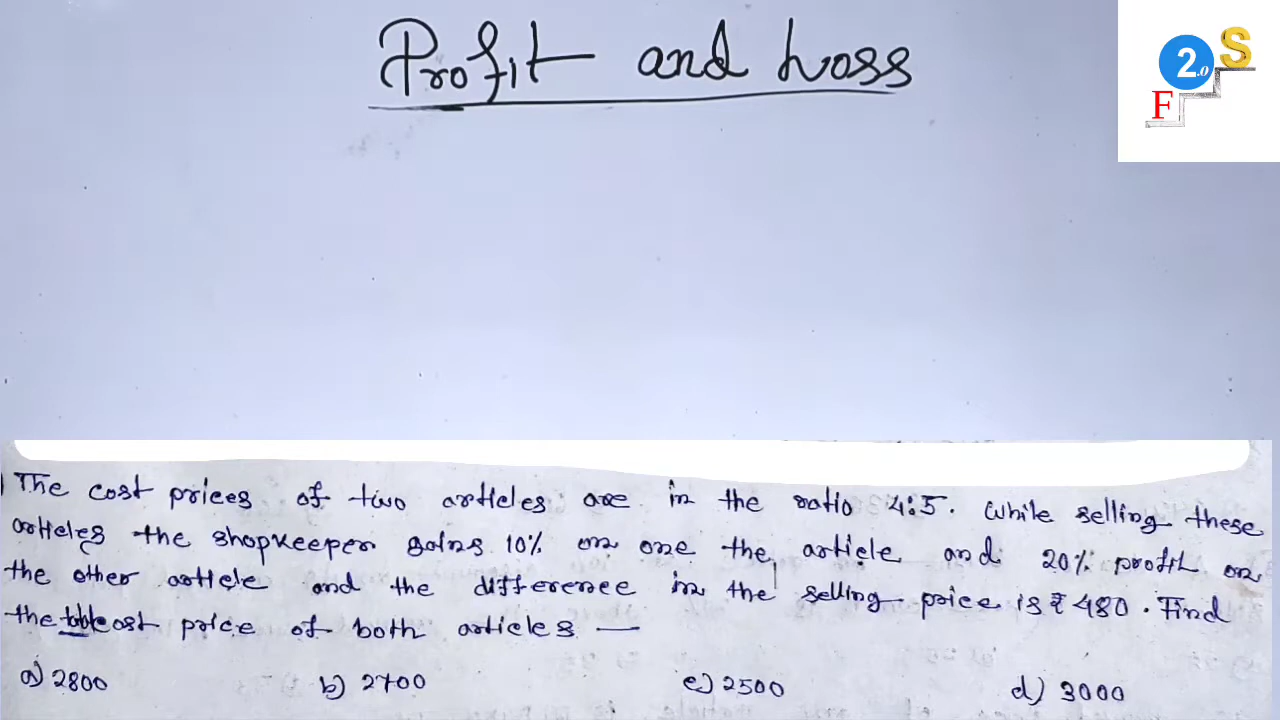 Profit and Loss
2.0
S
F
The cost prices of two articles are in the ratio 4:5. While selling these
articles the shopkeeper gains 10% on one the article and 20% profit on
the other article and the difference in the selling price is ₹ 480. Find
the cost price of both articles —
a) 2800 b) 2700 c) 2500 d) 3000